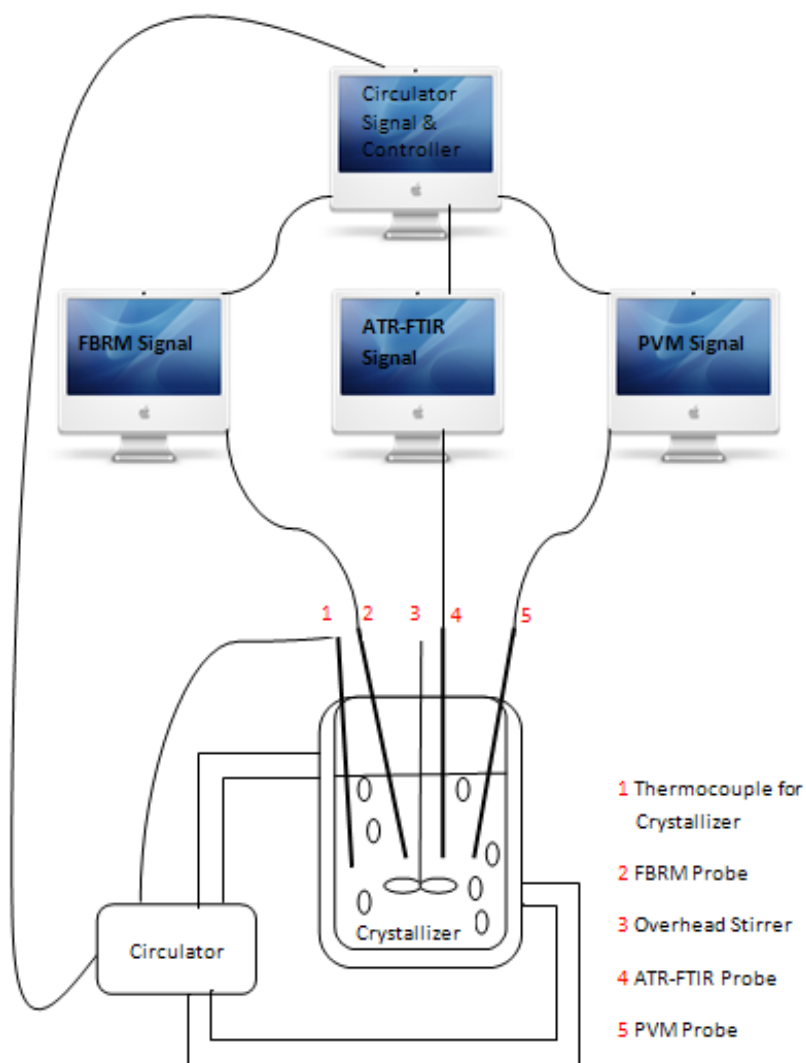 Circulator
Signal &
Controller
FBRM Signal
ATR-FTIR
Signal
PVM Signal
1
2
3
4
5
Crystallizer
Circulator
1 Thermocouple for
Crystallizer
2 FBRM Probe
3 Overhead Stirrer
4 ATR-FTIR Probe
5 PVM Probe